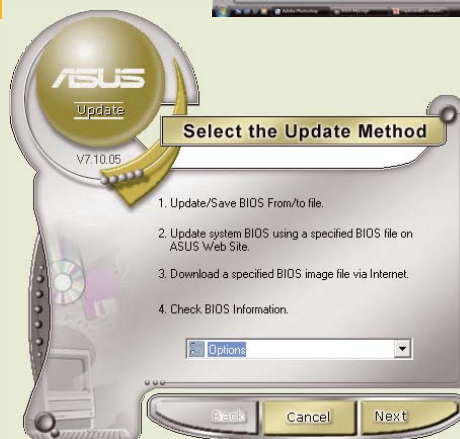 Adobe Photoshop
ASUS
Update
V7.10.05
Select the Update Method
1. Update/Save BIOS From/to file.
2. Update system BIOS using a specified BIOS file on
ASUS Web Site.
3. Download a specified BIOS image file via Internet.
4. Check BIOS Information.
Options
Back
Cancel
Next